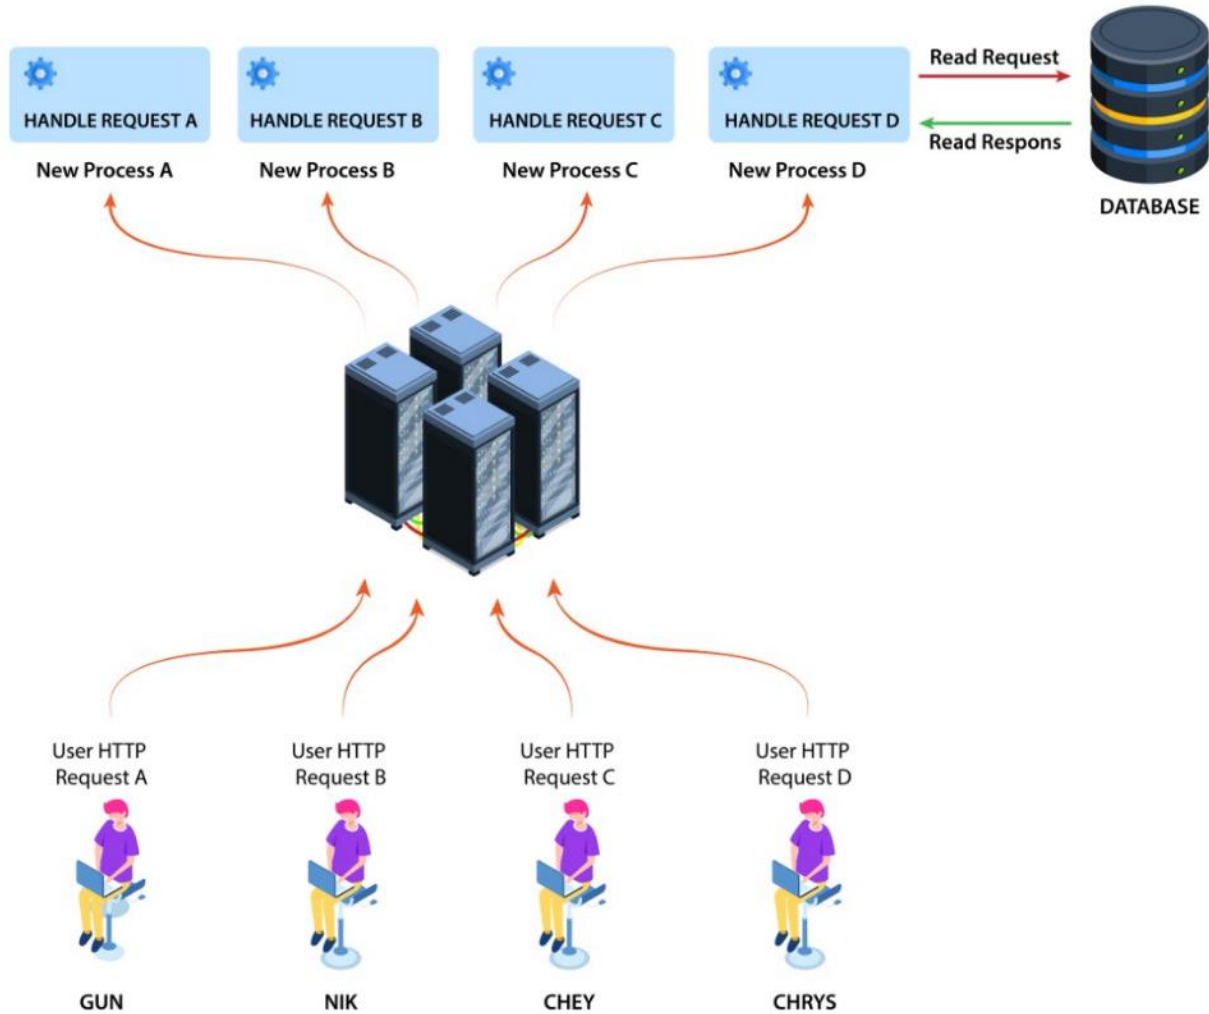 HANDLE REQUEST A
HANDLE REQUEST B
HANDLE REQUEST C
HANDLE REQUEST D
Read Request
Read Respons
New Process A
New Process B
New Process C
New Process D
DATABASE
User HTTP
Request A
User HTTP
Request B
User HTTP
Request C
User HTTP
Request D
GUN
NIK
CHEY
CHRYS